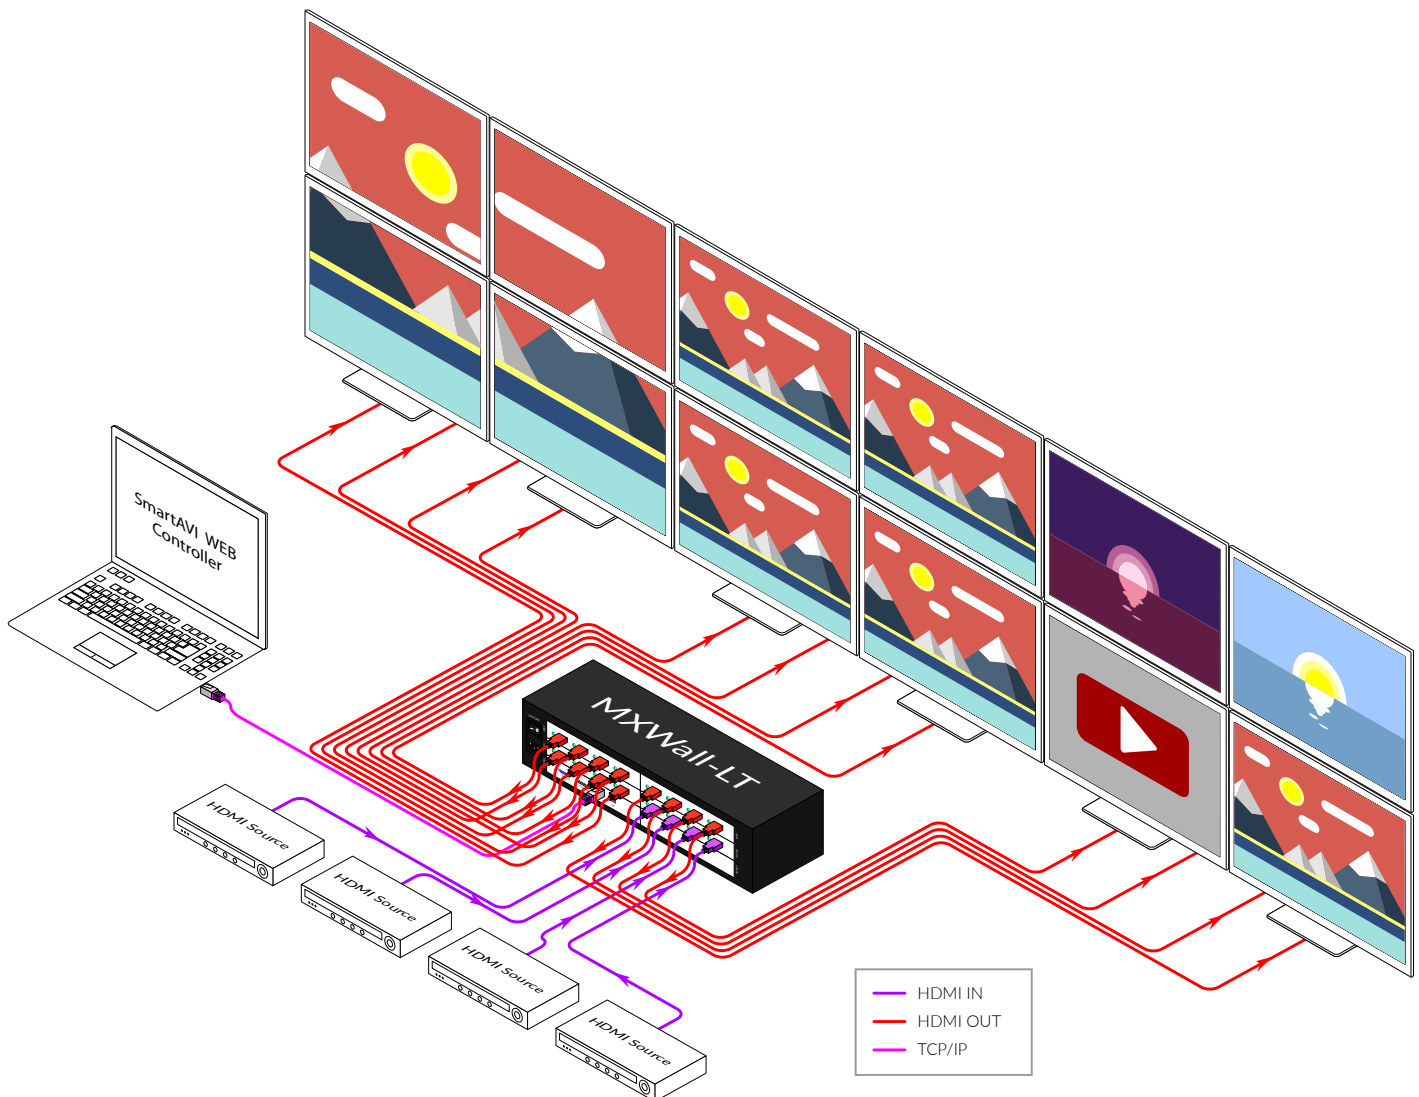 SmartAVI WEB
Controller
MXWall-LT
HDMI Source
HDMI Source
HDMI Source
HDMI Source
HDMI IN
HDMI OUT
TCP/IP